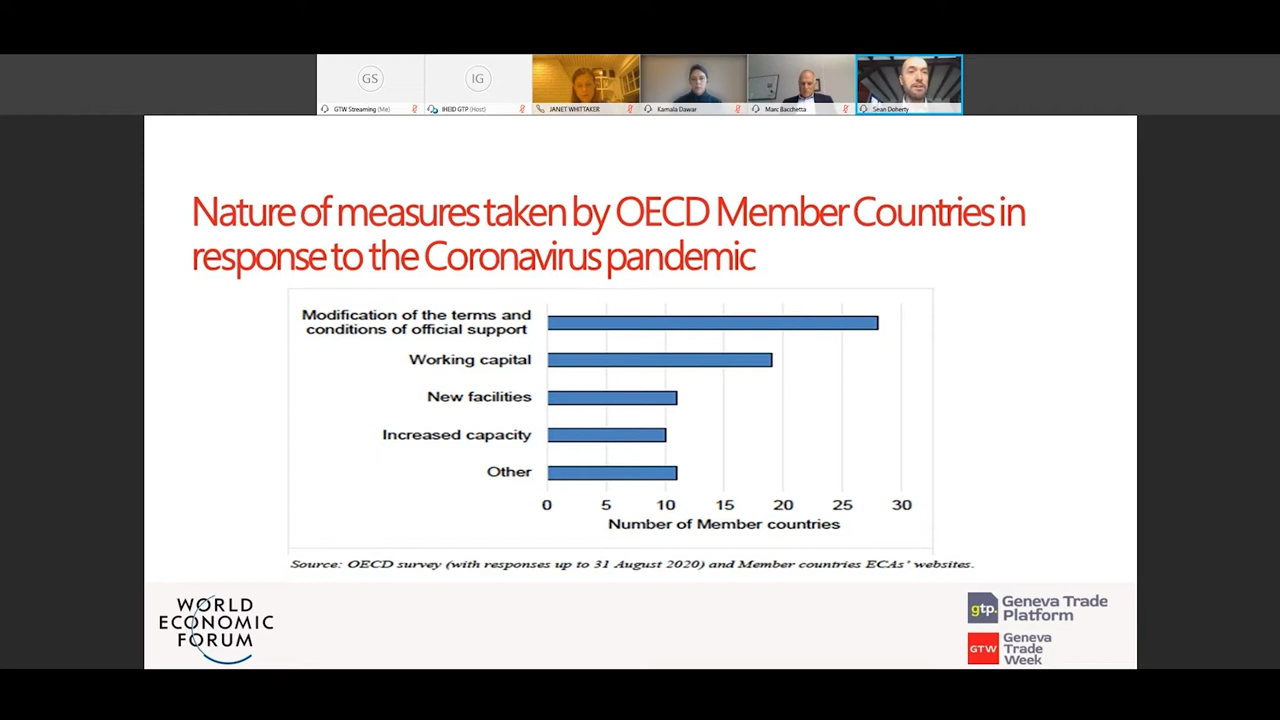 GS
IG
GTW Streaming (Me)
IHEID GTP (Host)
JANET WHITTAKER
Kamala Dawar
Marc Bacchetta
Sean Doherty
Nature of measures taken by OECD Member Countries in
response to the Coronavirus pandemic
Modification of the terms and
conditions of official support
Working capital
New facilities
Increased capacity
Other
0 5 10 15 20 25 30
Number of Member countries
Source: OECD survey (with responses up to 31 August 2020) and Member countries ECAs' websites.
WORLD
ECONOMIC
FORUM
gtp.
Geneva Trade
Platform
GTW
Geneva
Trade
Week